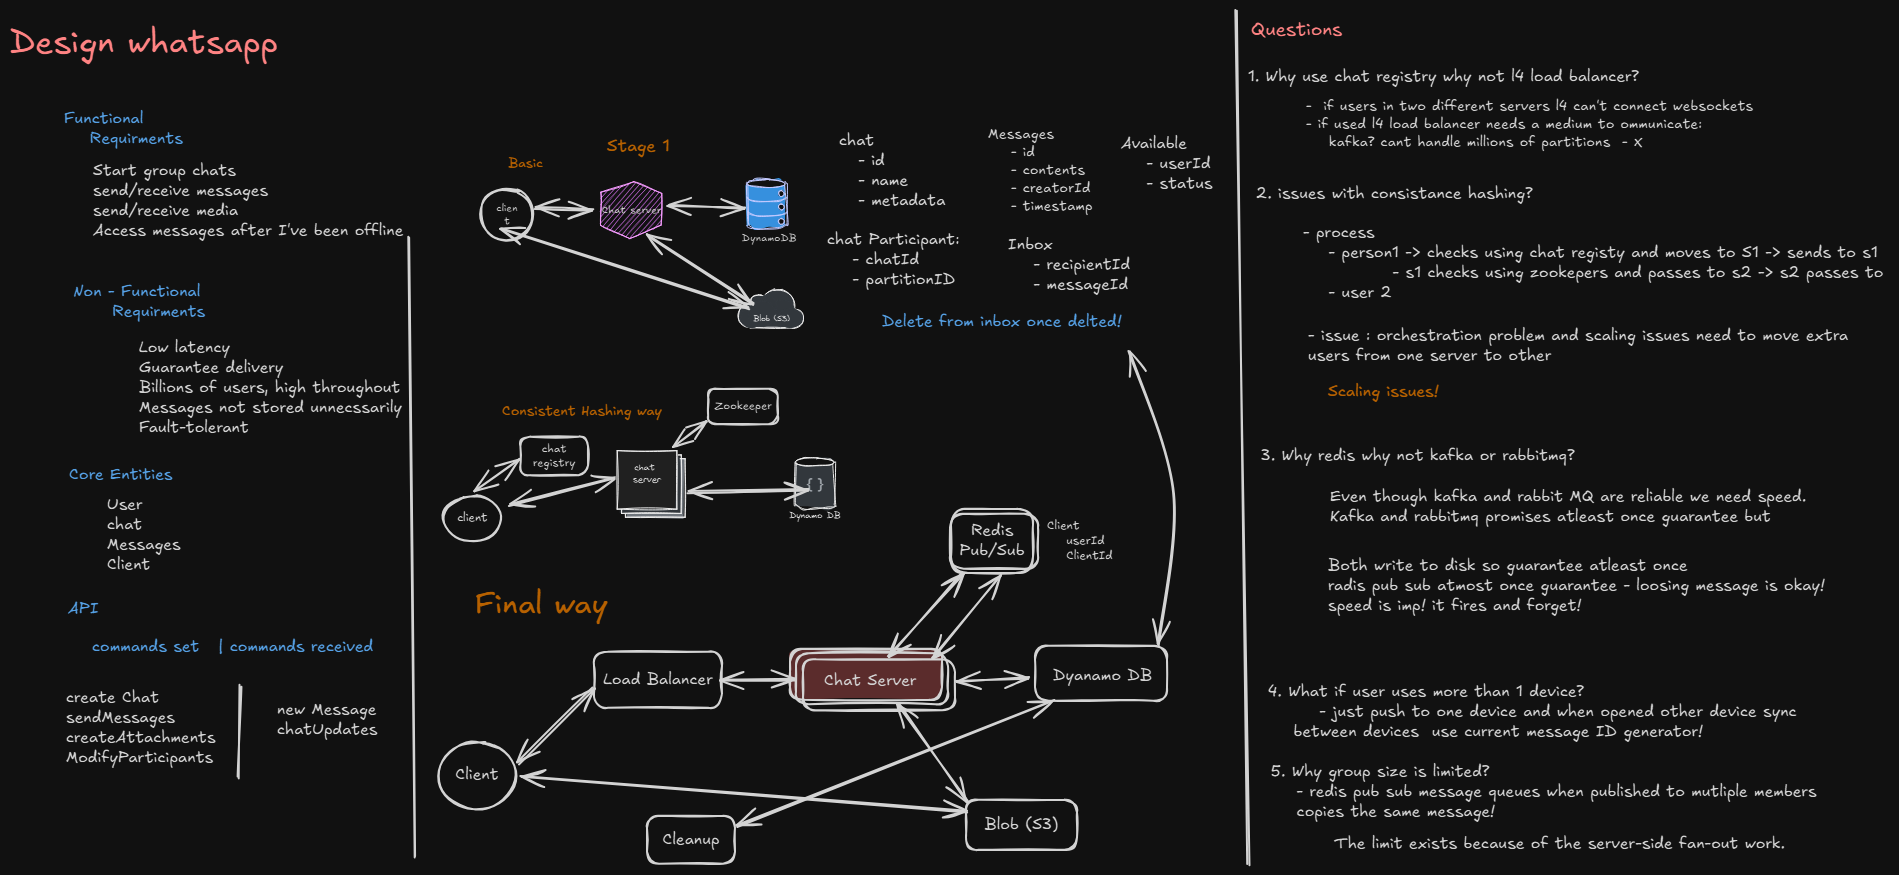 Design whatsapp
Functional
Requirments
Start group chats
send/receive messages
send/receive media
Access messages after I've been offline
Non - Functional
Requirments
Low latency
Guarantee delivery
Billions of users, high throughout
Messages not stored unnecssarily
Fault-tolerant
Core Entities
User
chat
Messages
Client
API
commands set | commands received
create Chat
sendMessages
createAttachments
ModifyParticipants
new Message
chatUpdates
Basic
Stage 1
clien
t
Chat server
DynamoDB
Blob (S3)
chat
- id
- name
- metadata
Messages
- id
- contents
- creatorId
- timestamp
Available
- userId
- status
chat Participant:
- chatId
- partitionID
Inbox
- recipientId
- messageId
Delete from inbox once delted!
Consistent Hashing way
Zookeeper
chat
registry
chat
server
client
{ }
Dynamo DB
Final way
Redis
Pub/Sub
Client
userId
ClientId
Load Balancer
Chat Server
Dyanamo DB
Client
Cleanup
Blob (S3)
Questions
1. Why use chat registry why not l4 load balancer?
- if users in two different servers l4 can't connect websockets
- if used l4 load balancer needs a medium to ommunicate:
kafka? cant handle millions of partitions - x
2. issues with consistance hashing?
- process
- person1 -> checks using chat registy and moves to S1 -> sends to s1
- s1 checks using zookepers and passes to s2 -> s2 passes to
- user 2
- issue : orchestration problem and scaling issues need to move extra
users from one server to other
Scaling issues!
3. Why redis why not kafka or rabbitmq?
Even though kafka and rabbit MQ are reliable we need speed.
Kafka and rabbitmq promises atleast once guarantee but
Both write to disk so guarantee atleast once
radis pub sub atmost once guarantee - loosing message is okay!
speed is imp! it fires and forget!
4. What if user uses more than 1 device?
- just push to one device and when opened other device sync
between devices use current message ID generator!
5. Why group size is limited?
- redis pub sub message queues when published to mutliple members
copies the same message!
The limit exists because of the server-side fan-out work.